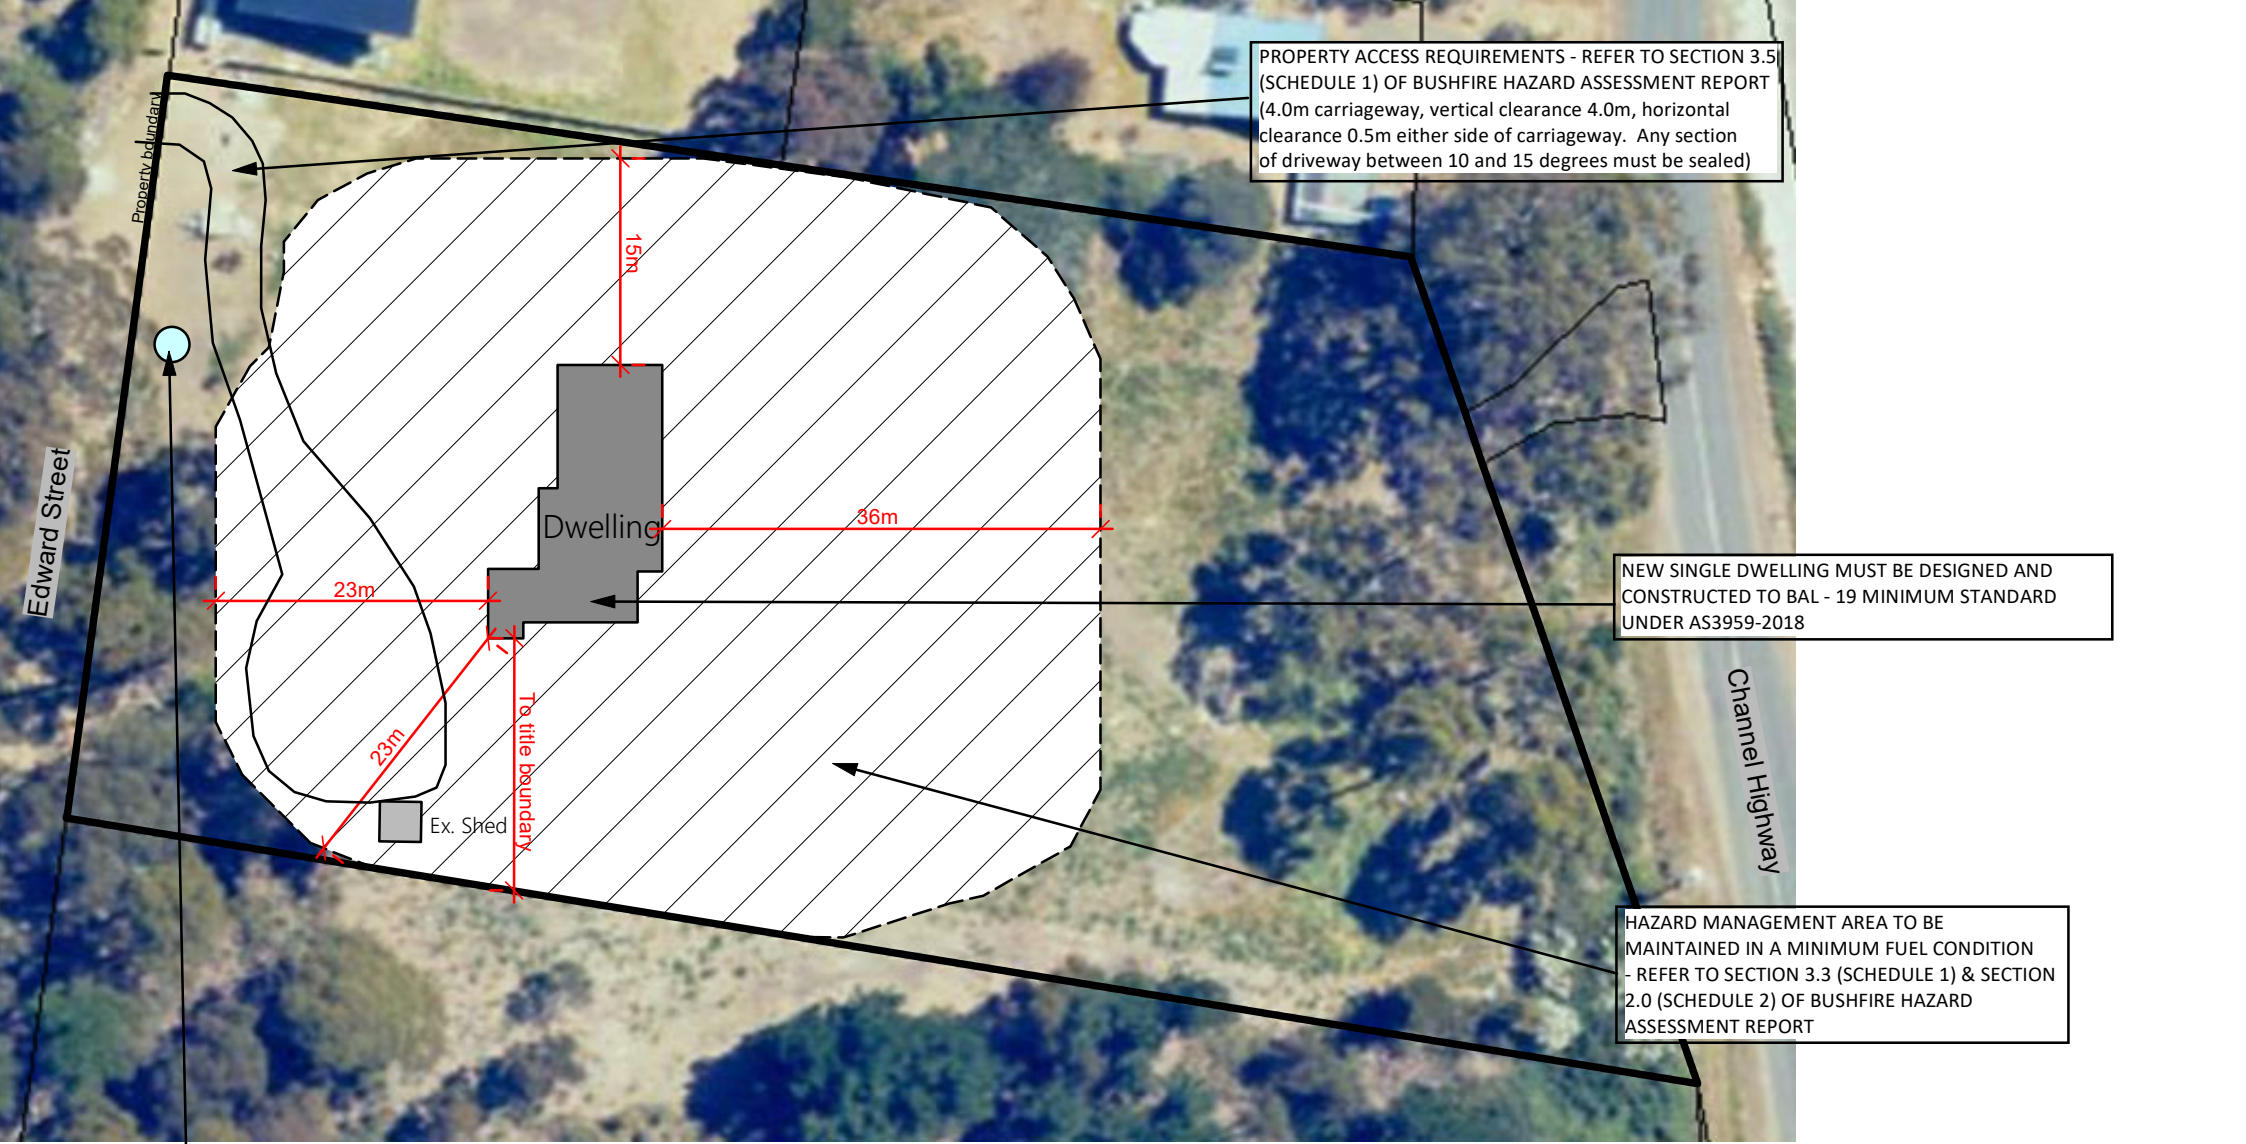 PROPERTY ACCESS REQUIREMENTS - REFER TO SECTION 3.5
(SCHEDULE 1) OF BUSHFIRE HAZARD ASSESSMENT REPORT
(4.0m carriageway, vertical clearance 4.0m, horizontal
clearance 0.5m either side of carriageway. Any section
of driveway between 10 and 15 degrees must be sealed)
Property boundary
15m
Edward Street
Dwelling
36m
23m
NEW SINGLE DWELLING MUST BE DESIGNED AND
CONSTRUCTED TO BAL - 19 MINIMUM STANDARD
UNDER AS3959-2018
23m
To title boundary
Channel Highway
Ex. Shed
HAZARD MANAGEMENT AREA TO BE
MAINTAINED IN A MINIMUM FUEL CONDITION
- REFER TO SECTION 3.3 (SCHEDULE 1) & SECTION
2.0 (SCHEDULE 2) OF BUSHFIRE HAZARD
ASSESSMENT REPORT